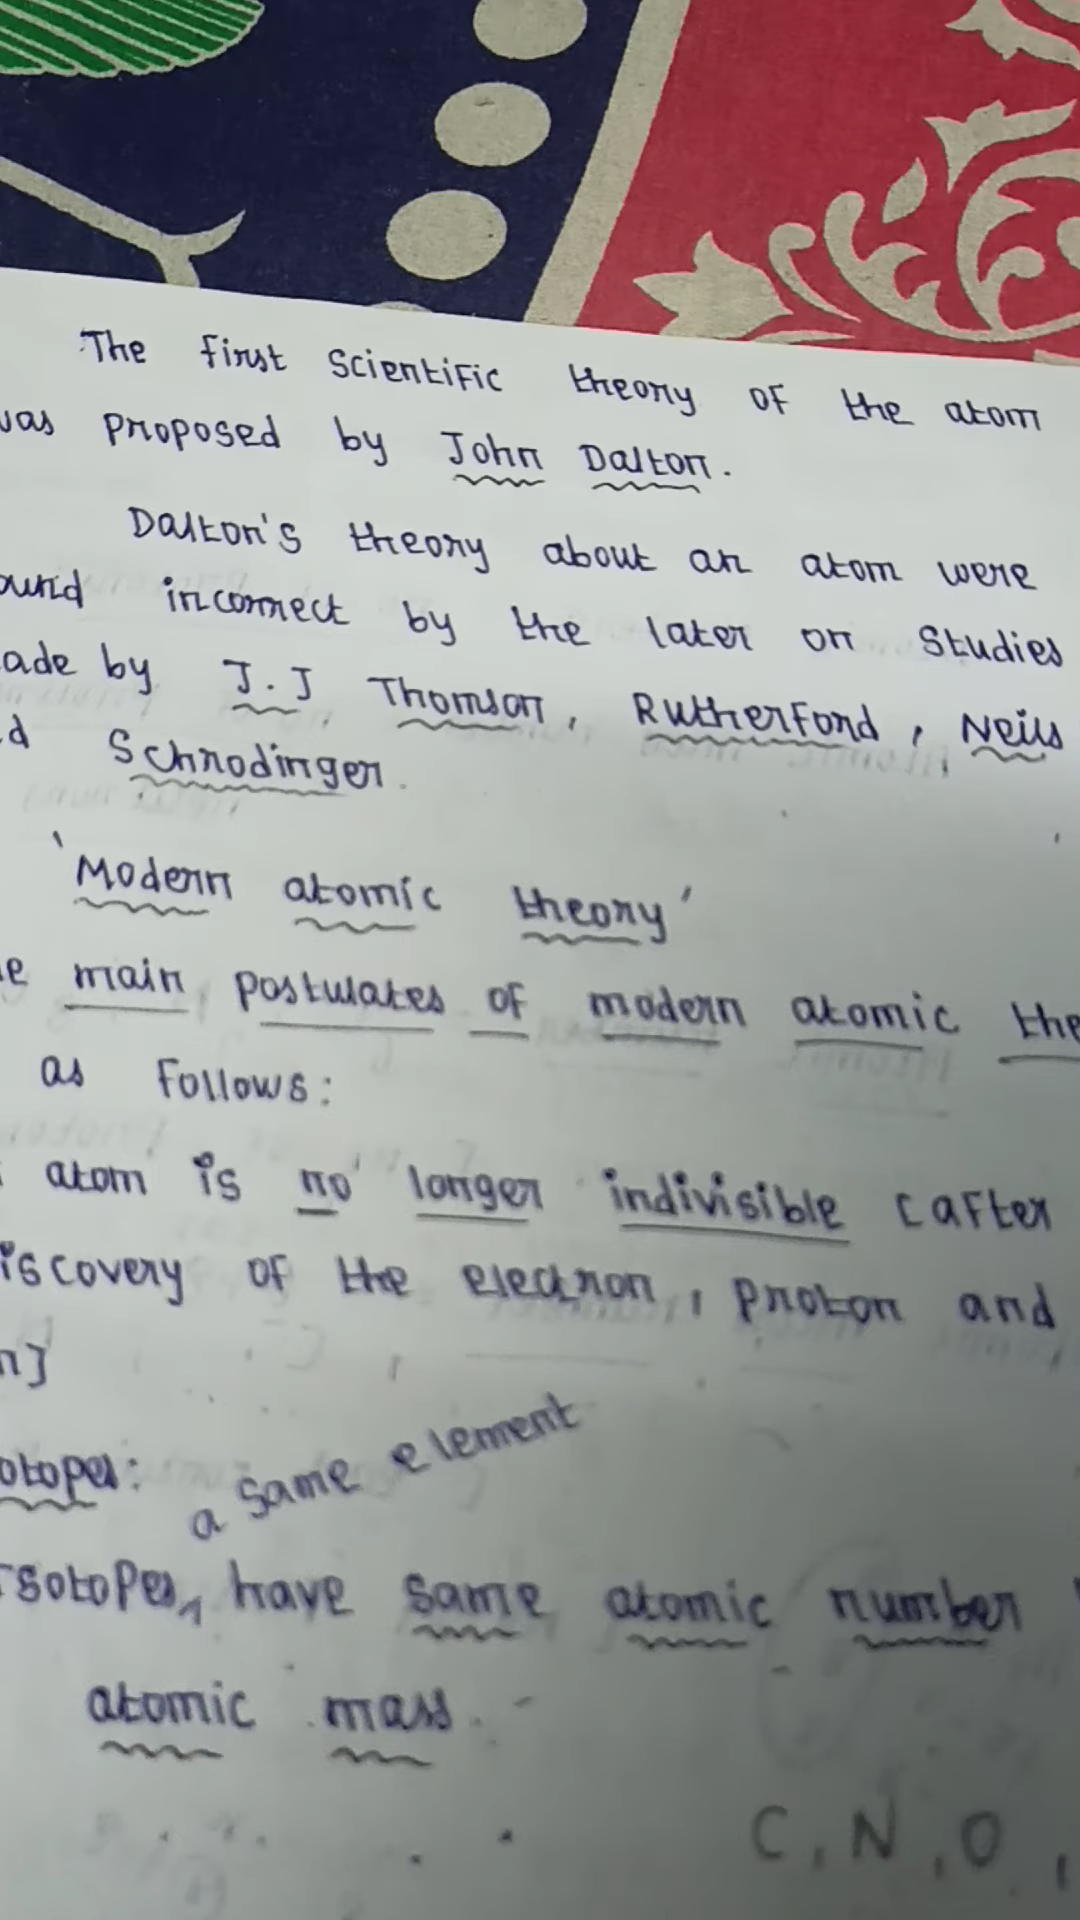 The first scientific theory of the atom
was proposed by John Dalton.
Dalton's theory about an atom were
ound incorrect by the later on studies
ade by J.J Thomson, Rutherford, Neils
d Schrodinger.
'Modern atomic theory'
e main postulates of modern atomic the
as follows:
atom is no longer indivisible [after
iscovery of the electron, proton and
n]
otopes:
a same element
Isotopes, have same atomic number
atomic mass.
C, N, O,